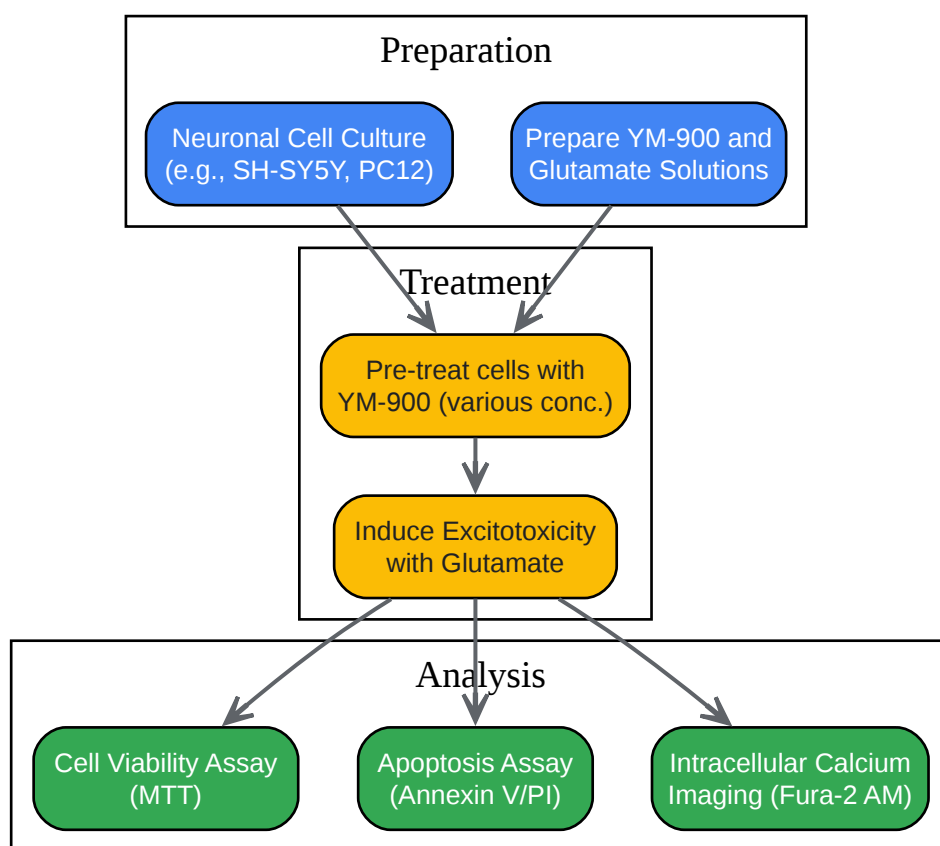 Preparation
Neuronal Cell Culture
(e.g., SH-SY5Y, PC12)
Prepare YM-900 and
Glutamate Solutions
Treatment
Pre-treat cells with
YM-900 (various conc.)
Induce Excitotoxicity
with Glutamate
Analysis
Cell Viability Assay
(MTT)
Apoptosis Assay
(Annexin V/PI)
Intracellular Calcium
Imaging (Fura-2 AM)